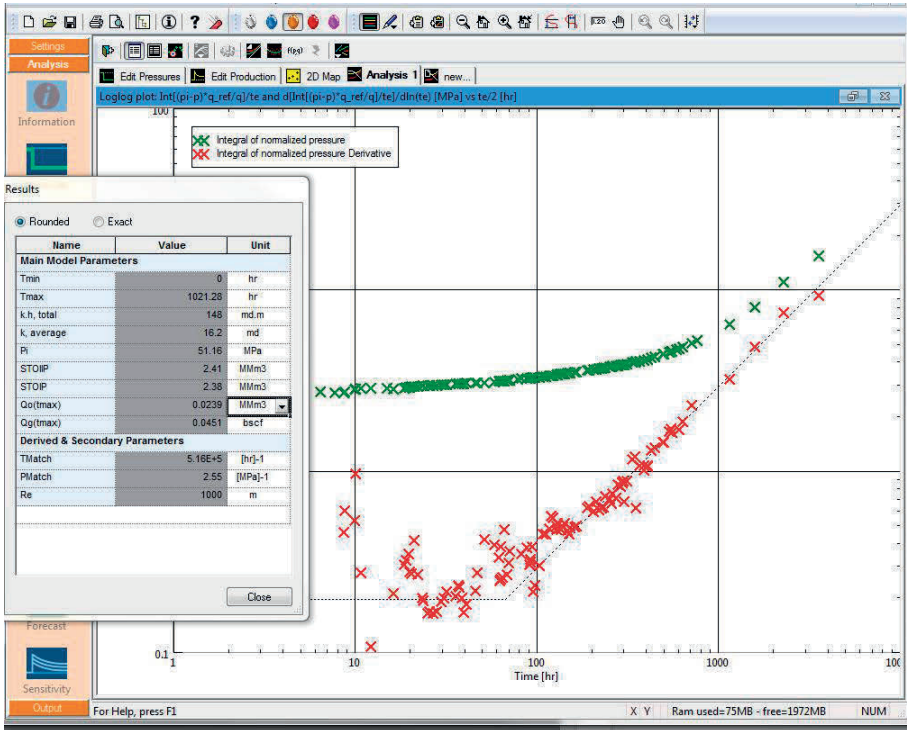 Settings
Analysis
Information
Edit Pressures
Edit Production
2D Map
Analysis 1
new...
Loglog plot: Int[(pi-p)*q_ref/q]/te and d[Int[(pi-p)*q_ref/q]/te]/dln(te) [MPa] vs te/2 [hr]
100
Integral of normalized pressure
Integral of normalized pressure Derivative
Results
Rounded
Exact
Name Value Unit
Main Model Parameters
Tmin 0 hr
Tmax 1021.28 hr
k.h, total 148 md.m
k, average 16.2 md
Pi 51.16 MPa
STOIIP 2.41 MMm3
STOIP 2.38 MMm3
Qo(tmax) 0.0239 MMm3
Qg(tmax) 0.0451 bscf
Derived & Secondary Parameters
TMatch 5.16E+5 [hr]-1
PMatch 2.55 [MPa]-1
Re 1000 m
Close
Forecast
0.1
1 10 100 1000 100
Time [hr]
Sensitivity
Output
For Help, press F1
X Y
Ram used=75MB - free=1972MB
NUM